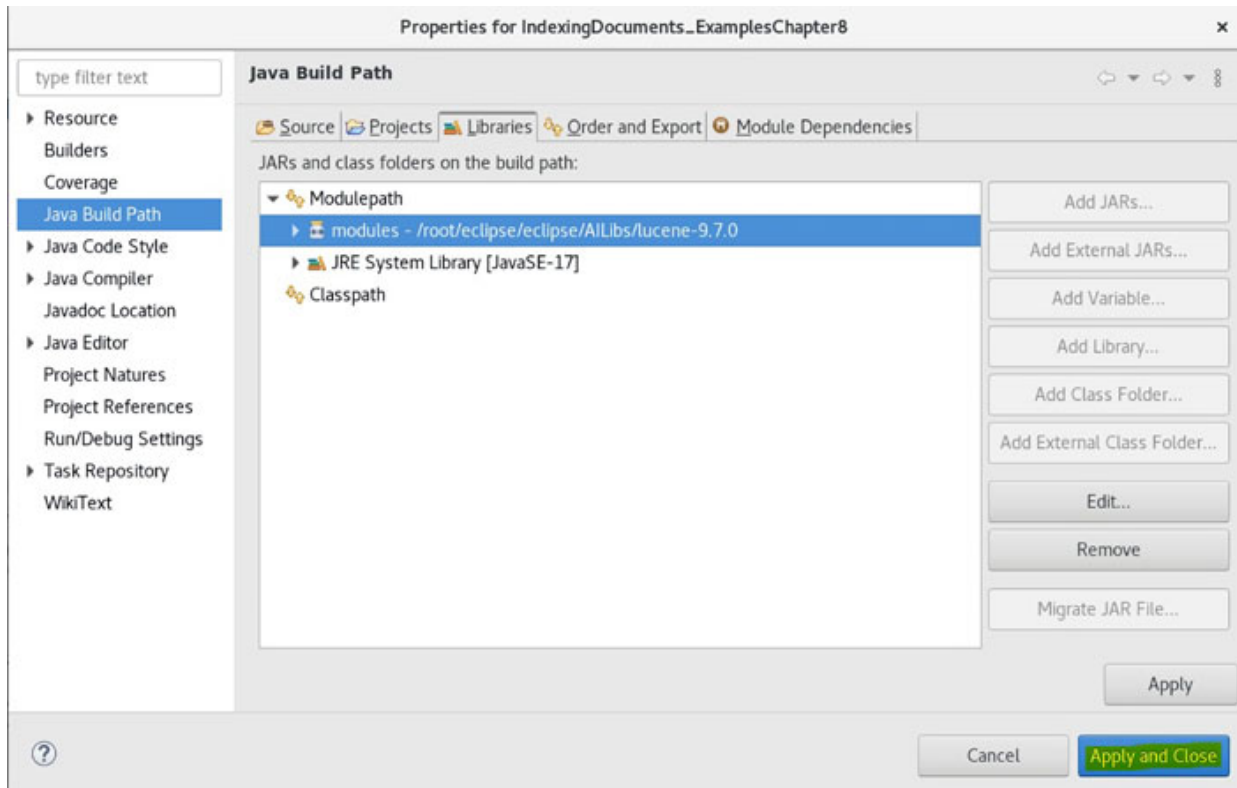 Properties for IndexingDocuments_ExamplesChapter8
×
type filter text
Resource
Builders
Coverage
Java Build Path
Java Code Style
Java Compiler
Javadoc Location
Java Editor
Project Natures
Project References
Run/Debug Settings
Task Repository
WikiText
Java Build Path
Source Projects Libraries Order and Export Module Dependencies
JARs and class folders on the build path:
Modulepath
modules - /root/eclipse/eclipse/AILibs/lucene-9.7.0
JRE System Library [JavaSE-17]
Classpath
Add JARs...
Add External JARs...
Add Variable...
Add Library...
Add Class Folder...
Add External Class Folder...
Edit...
Remove
Migrate JAR File...
Apply
?
Cancel
Apply and Close